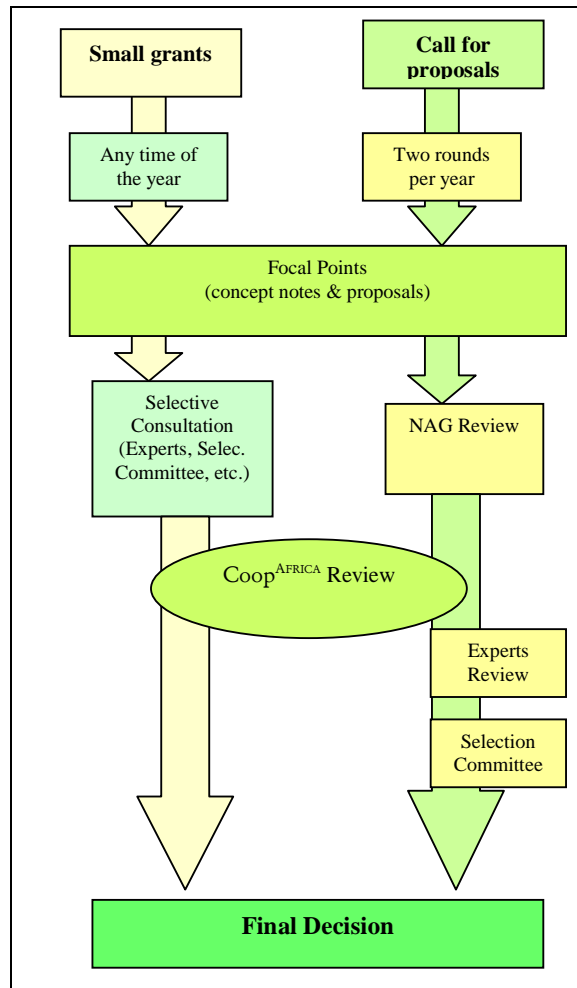 Small grants
Call for
proposals
Any time of
the year
Two rounds
per year
Focal Points
(concept notes & proposals)
Selective
Consultation
(Experts, Selec.
Committee, etc.)
NAG Review
CoopAFRICA Review
Experts
Review
Selection
Committee
Final Decision